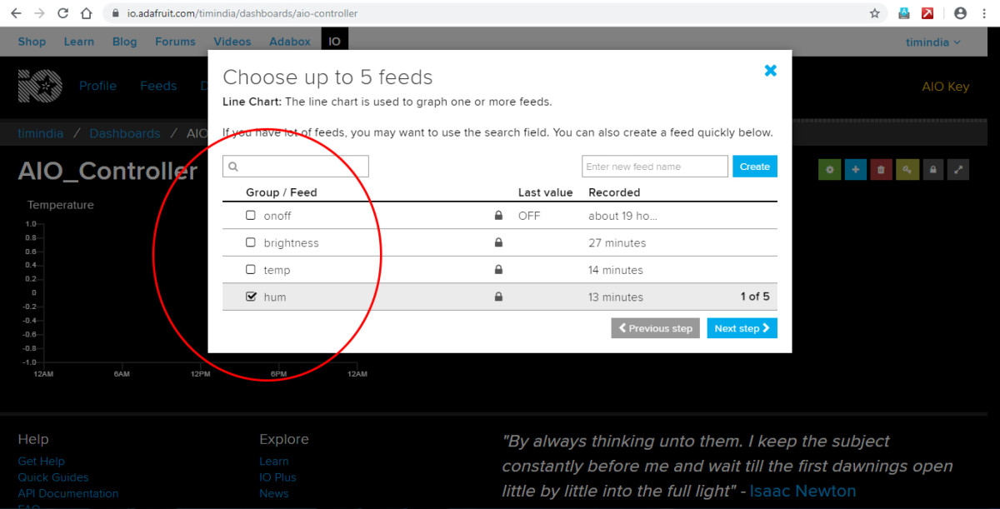 io.adafruit.com/timindia/dashboards/aio-controller
Shop Learn Blog Forums Videos Adabox IO timindia
Profile Feeds D AIO Key
timindia / Dashboards / AIO
AIO_Controller
Temperature
1.0
0.8
0.6
0.4
0.2
0
-0.2
-0.4
-0.6
-0.8
-1.0
12AM 6AM 12PM 6PM 12AM
Choose up to 5 feeds
Line Chart: The line chart is used to graph one or more feeds.
If you have lot of feeds, you may want to use the search field. You can also create a feed quickly below.
Enter new feed name Create
Group / Feed Last value Recorded
onoff OFF about 19 ho...
brightness 27 minutes
temp 14 minutes
hum 13 minutes 1 of 5
Previous step Next step
Help
Get Help
Quick Guides
API Documentation
FAQ
Explore
Learn
IO Plus
News
"By always thinking unto them. I keep the subject
constantly before me and wait till the first dawnings open
little by little into the full light" - Isaac Newton